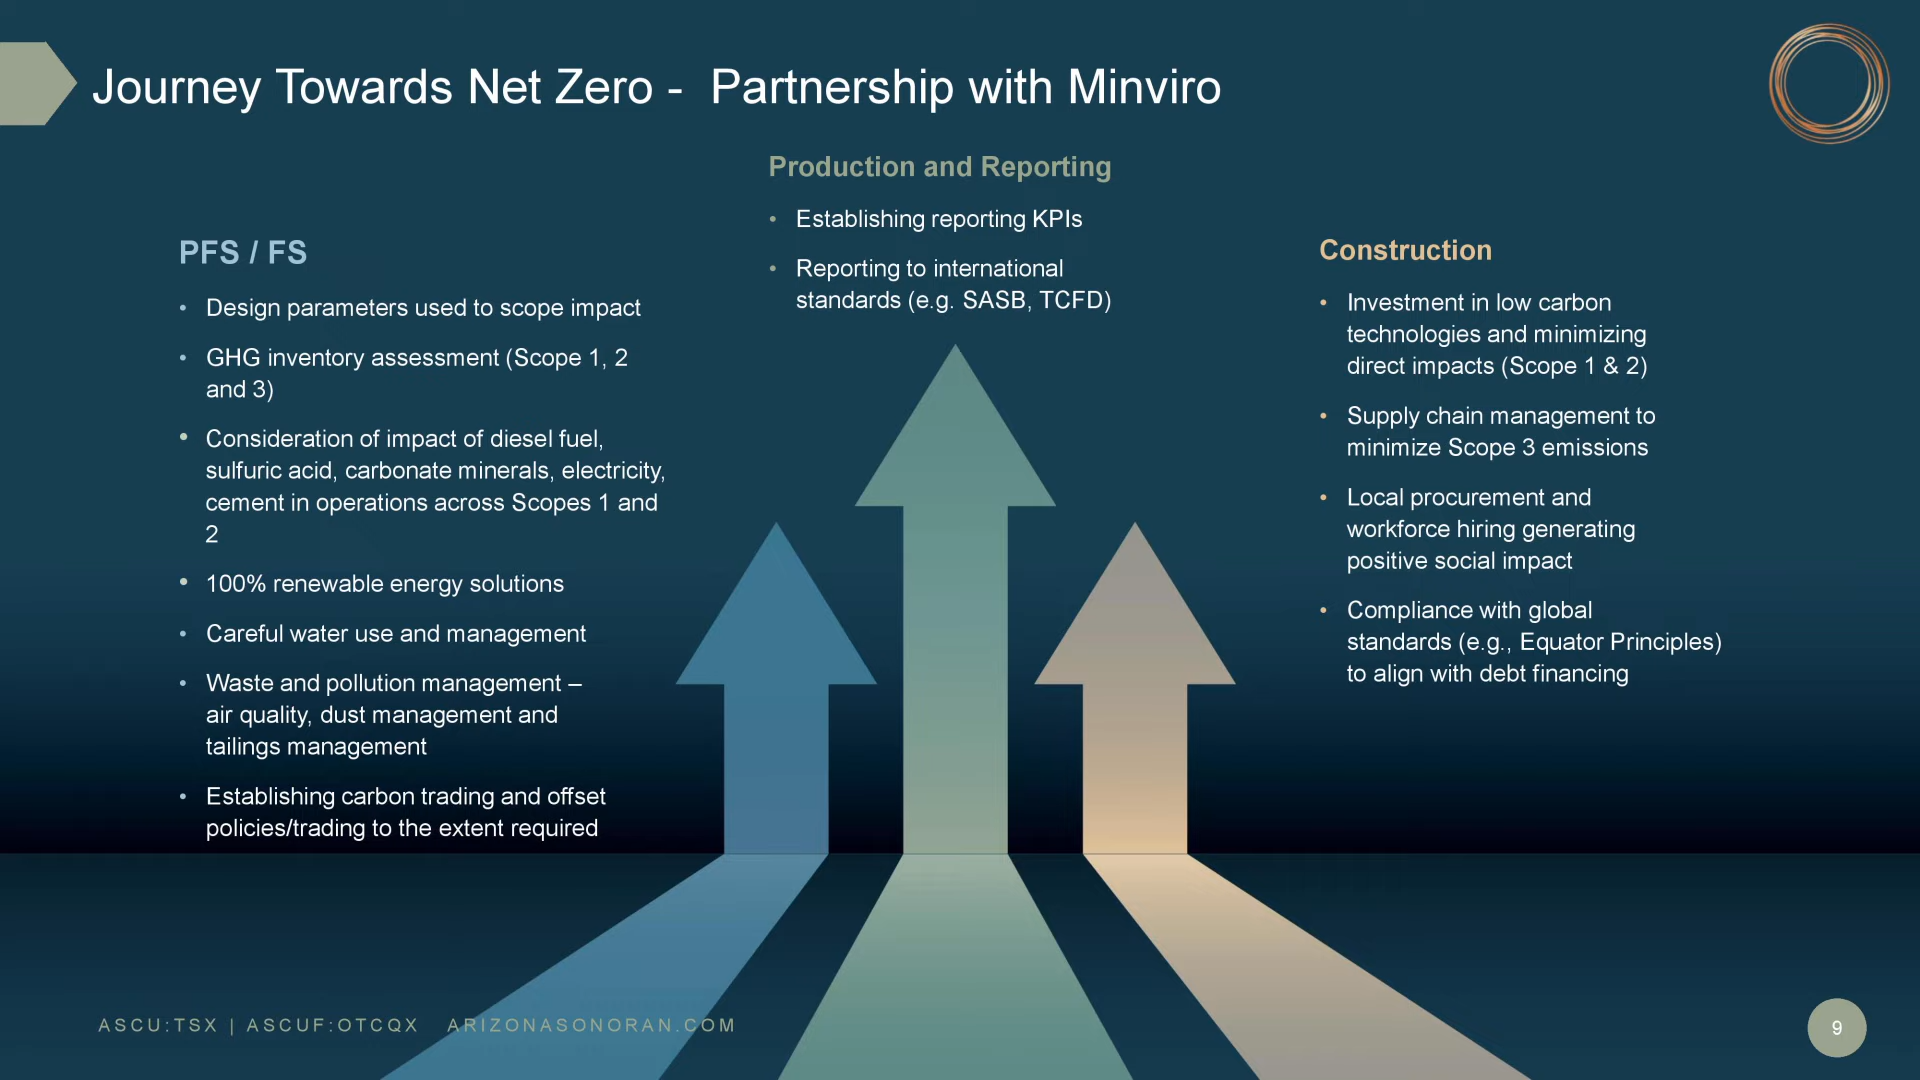 Journey Towards Net Zero - Partnership with Minviro
PFS / FS
• Design parameters used to scope impact
• GHG inventory assessment (Scope 1, 2
and 3)
• Consideration of impact of diesel fuel,
sulfuric acid, carbonate minerals, electricity,
cement in operations across Scopes 1 and
2
• 100% renewable energy solutions
• Careful water use and management
• Waste and pollution management –
air quality, dust management and
tailings management
• Establishing carbon trading and offset
policies/trading to the extent required
Production and Reporting
• Establishing reporting KPIs
• Reporting to international
standards (e.g. SASB, TCFD)
Construction
• Investment in low carbon
technologies and minimizing
direct impacts (Scope 1 & 2)
• Supply chain management to
minimize Scope 3 emissions
• Local procurement and
workforce hiring generating
positive social impact
• Compliance with global
standards (e.g., Equator Principles)
to align with debt financing
ASCU:TSX | ASCUF:OTCQX ARIZONASONORAN.COM
9